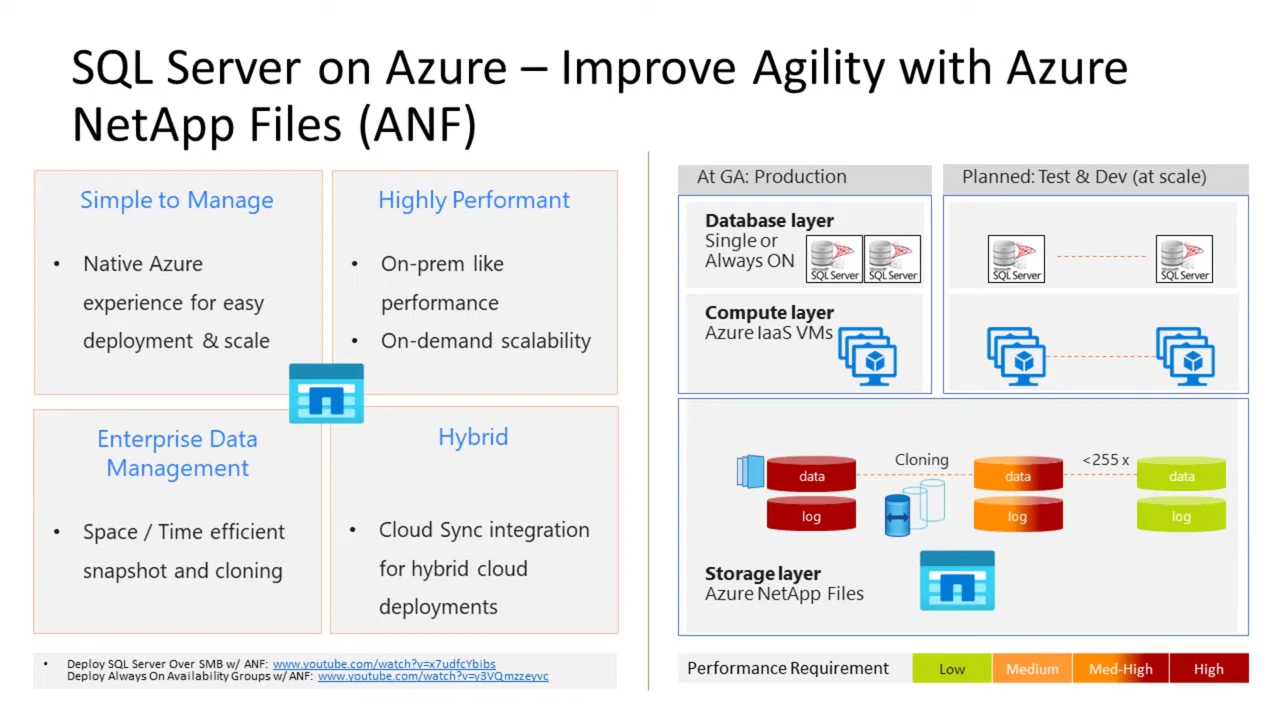 SQL Server on Azure – Improve Agility with Azure
NetApp Files (ANF)
Simple to Manage
• Native Azure
experience for easy
deployment & scale
Highly Performant
• On-prem like
performance
• On-demand scalability
Enterprise Data
Management
• Space / Time efficient
snapshot and cloning
Hybrid
• Cloud Sync integration
for hybrid cloud
deployments
• Deploy SQL Server Over SMB w/ ANF: www.youtube.com/watch?v=x7udfcYbibs
Deploy Always On Availability Groups w/ ANF: www.youtube.com/watch?v=y3VQmzzeyvc
At GA: Production
Planned: Test & Dev (at scale)
Database layer
Single or
Always ON
SQL Server
SQL Server
SQL Server
SQL Server
Compute layer
Azure IaaS VMs
Cloning
<255 x
data
data
data
log
log
log
Storage layer
Azure NetApp Files
Performance Requirement
Low
Medium
Med-High
High